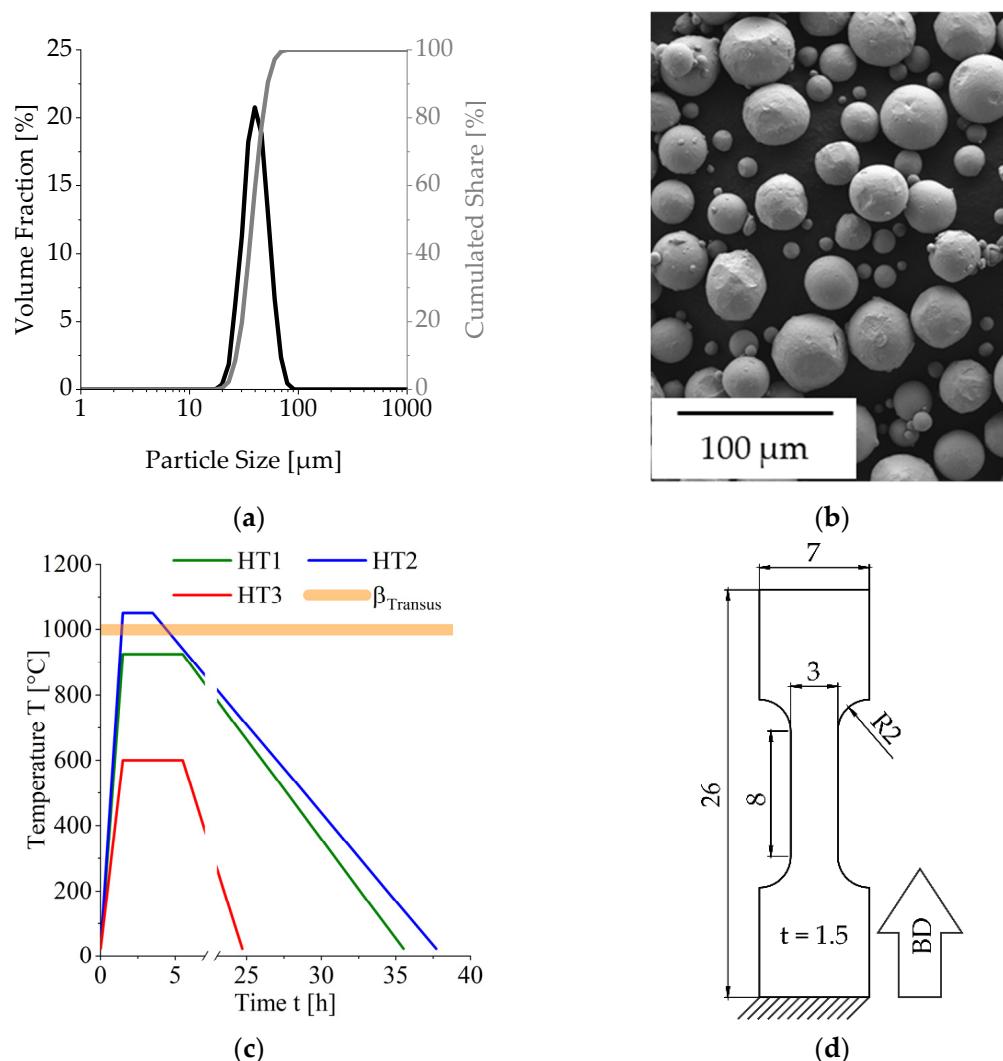 25
20
15
10
5
0
Volume Fraction [%]
100
80
60
40
20
0
Cumulated Share [%]
1
10
100
1000
Particle Size [µm]
(a)
100 µm
(b)
HT1
HT2
HT3
βTransus
1200
1000
800
600
400
200
0
Temperature T [°C]
0
5
25
30
35
40
Time t [h]
(c)
7
3
R2
26
8
t = 1.5
BD
(d)